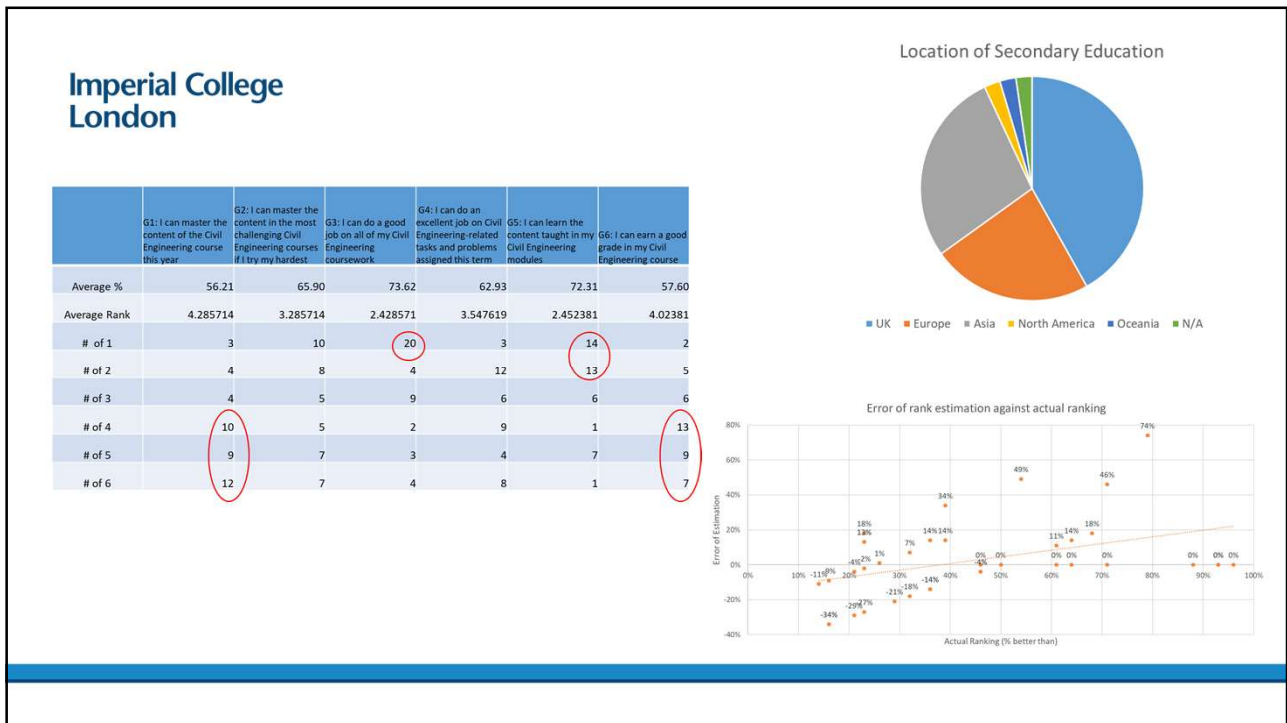 Imperial College
London
Location of Secondary Education
UK Europe Asia North America Oceania N/A
G1: I can master the
content of the Civil
Engineering course
this year
G2: I can master the
content in the most
challenging Civil
Engineering courses
if I try my hardest
G3: I can do a good
job on all of my Civil
Engineering
coursework
G4: I can do an
excellent job on Civil
Engineering-related
tasks and problems
assigned this term
G5: I can learn the
content taught in my
Civil Engineering
modules
G6: I can earn a good
grade in my Civil
Engineering course
Average % 56.21 65.90 73.62 62.93 72.31 57.60
Average Rank 4.285714 3.285714 2.428571 3.547619 2.452381 4.02381
# of 1 3 10 20 3 14 2
# of 2 4 8 4 12 13 5
# of 3 4 5 9 6 6 6
# of 4 10 5 2 9 1 13
# of 5 9 7 3 4 7 9
# of 6 12 7 4 8 1 7
Error of rank estimation against actual ranking
Error of Estimation
80%
60%
40%
20%
0%
-20%
-40%
74%
49%
46%
34%
18%
13%
14%
14%
11%
14%
18%
7%
1%
0%
0%
0%
0%
0%
0%
0%
0%
-4%
-2%
-4%
-11%
-9%
-14%
-18%
-21%
-29%
-27%
-34%
0% 10% 20% 30% 40% 50% 60% 70% 80% 90% 100%
Actual Ranking (% better than)